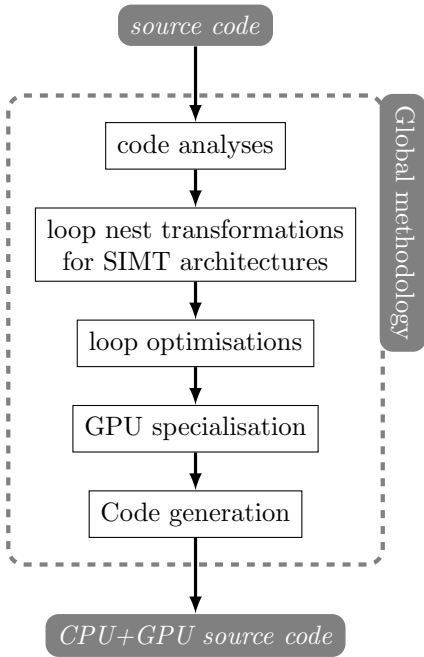 source code
Global methodology
code analyses
loop nest transformations
for SIMT architectures
loop optimisations
GPU specialisation
Code generation
CPU+GPU source code